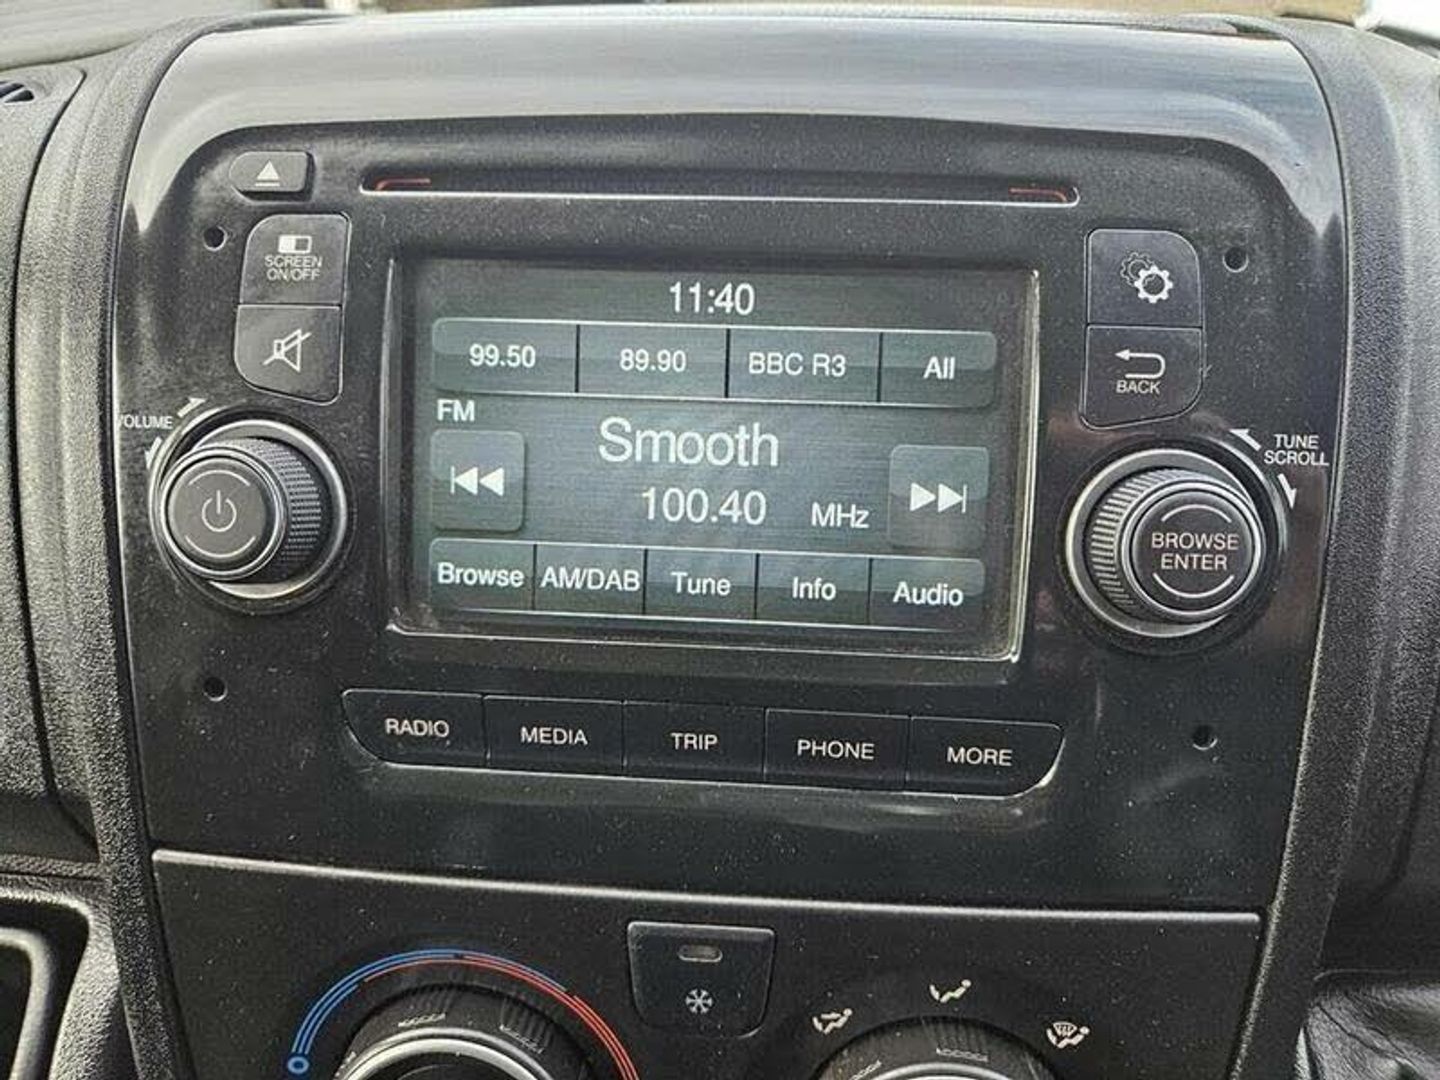 SCREEN
ON/OFF
VOLUME
11:40
99.50 89.90 BBC R3 All
FM
Smooth
100.40 MHz
Browse AM/DAB Tune Info Audio
BACK
TUNE
SCROLL
BROWSE
ENTER
RADIO MEDIA TRIP PHONE MORE